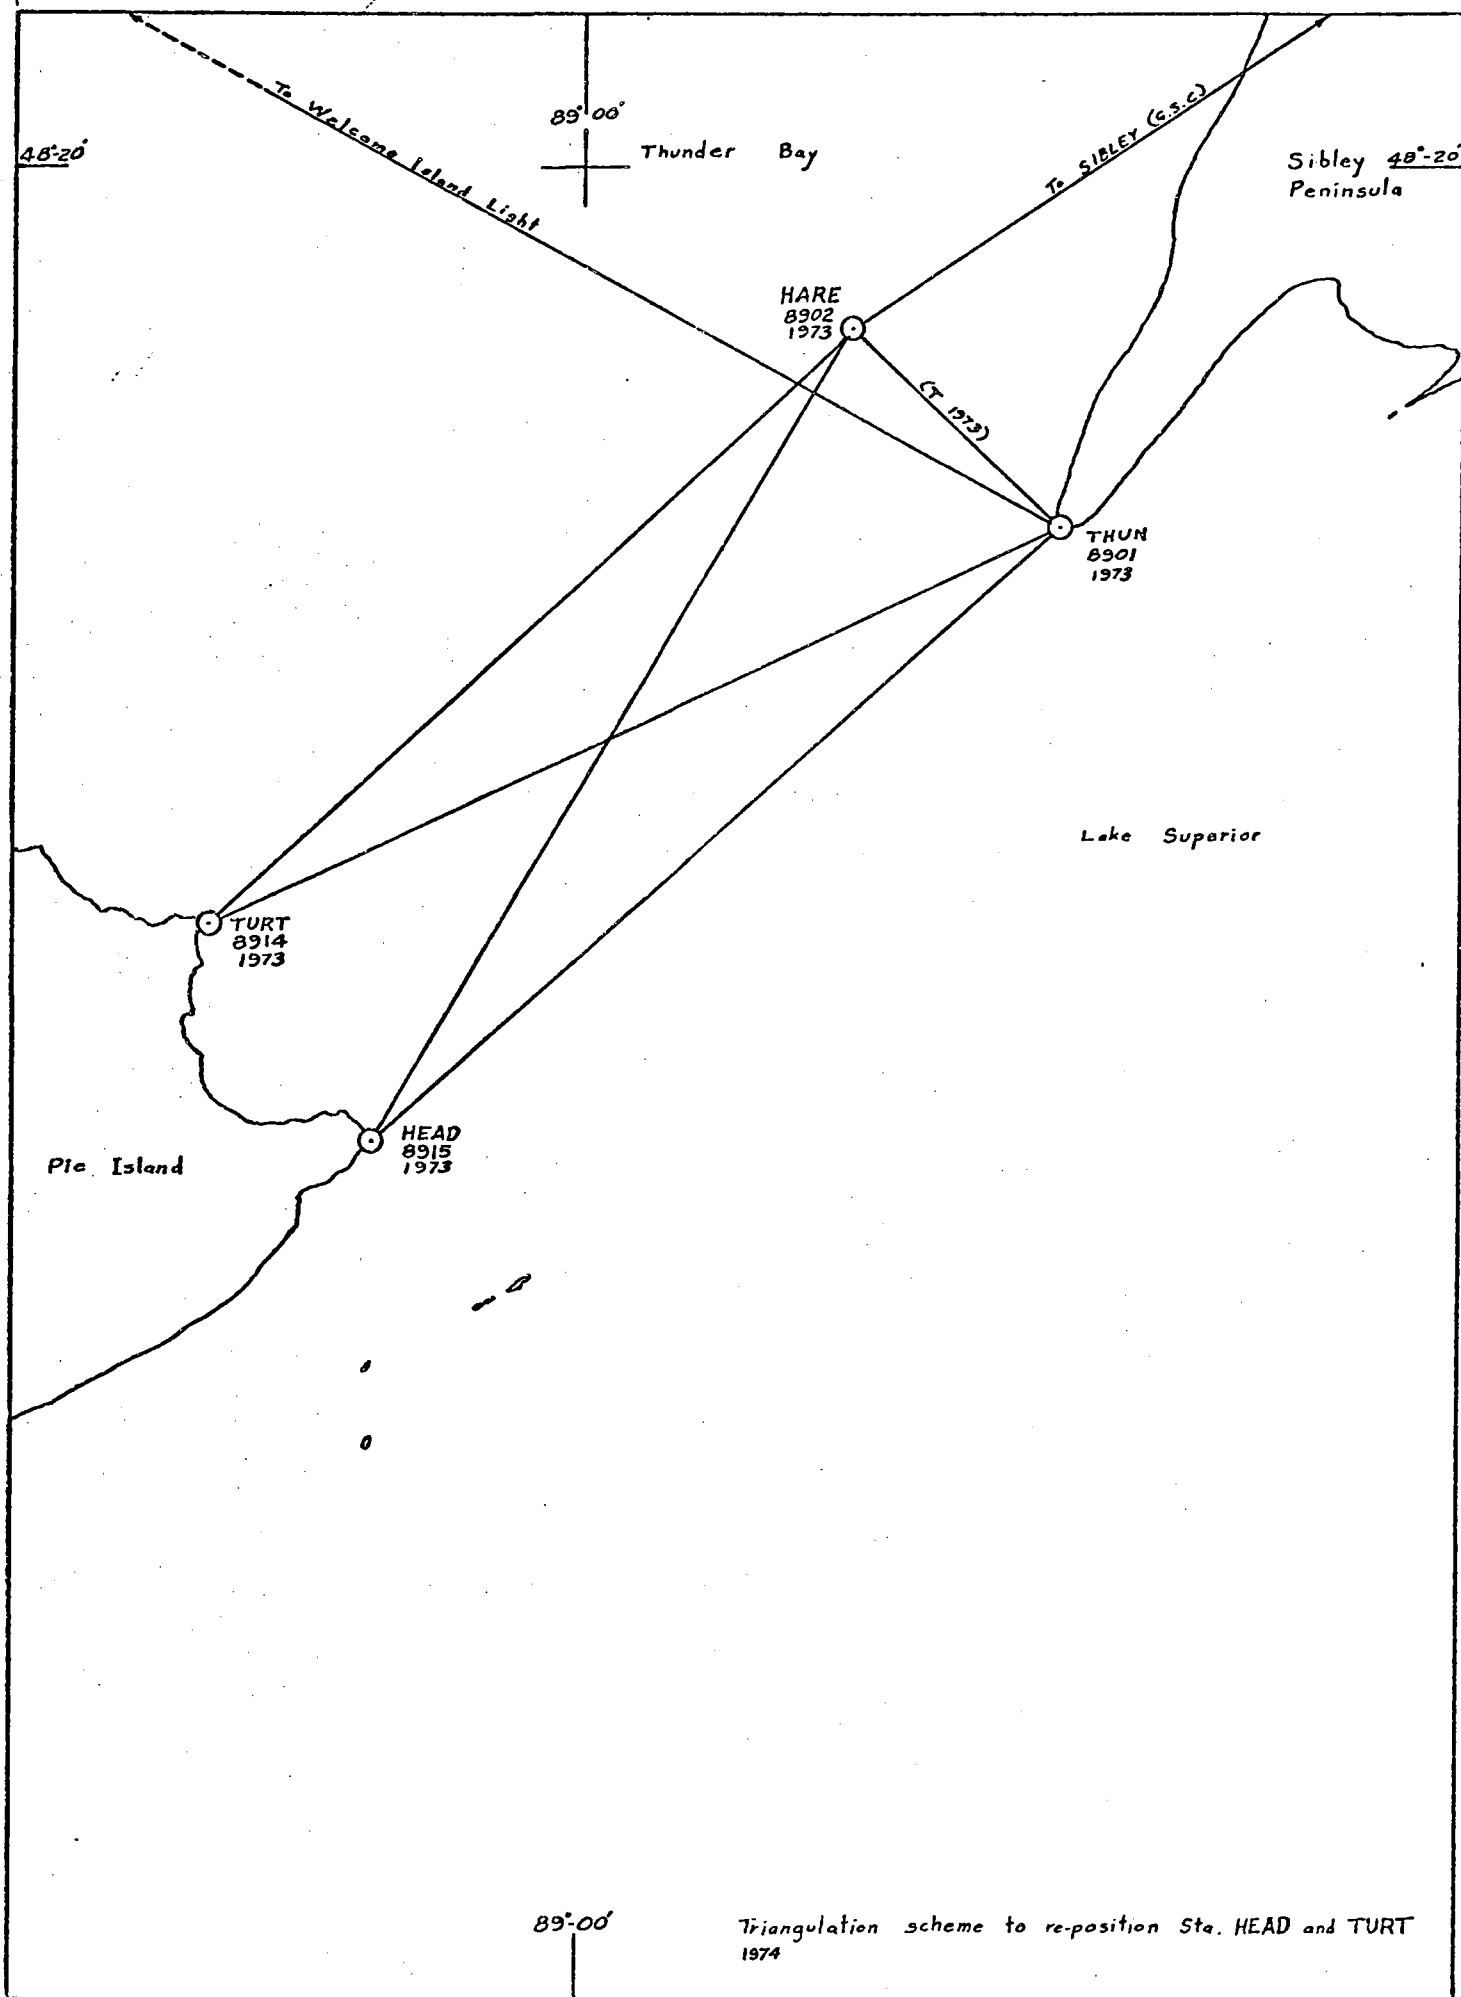 To Welcome Island Light
89°00'
48°-20'
Thunder Bay
To SIBLEY (G.S.C)
Sibley 48°-20'
Peninsula
HARE
8902
1973
(T 1973)
THUN
8901
1973
Lake Superior
TURT
8914
1973
HEAD
8915
1973
Pie Island
89°-00'
Triangulation scheme to re-position Sta. HEAD and TURT
1974